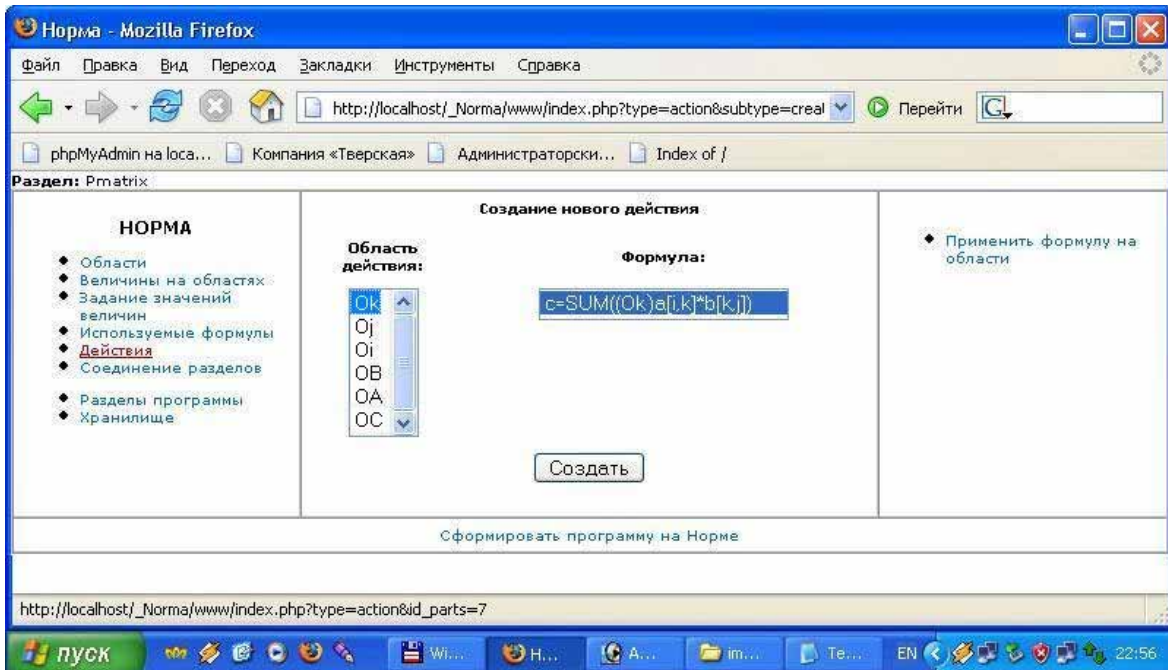 Норма - Mozilla Firefox
Файл Правка Вид Переход Закладки Инструменты Справка
http://localhost/_Norma/www/index.php?type=action&subtype=creat Перейти G
phpMyAdmin на loca... Компания «Тверская» Администраторски... Index of /
Раздел: Pmatrix
НОРМА
Области
Величины на областях
Задание значений
величин
Используемые формулы
Действия
Соединение разделов
Разделы программы
Хранилище
Создание нового действия
Область
действия:
Ok
Oj
Oi
OB
OA
OC
Формула:
c=SUM((Ok)a[i,k]*b[k,j])
Создать
Применить формулу на
области
Сформировать программу на Норме
http://localhost/_Norma/www/index.php?type=action&id_parts=7
пуск Wi... Н... A... im... Te... EN 22:56